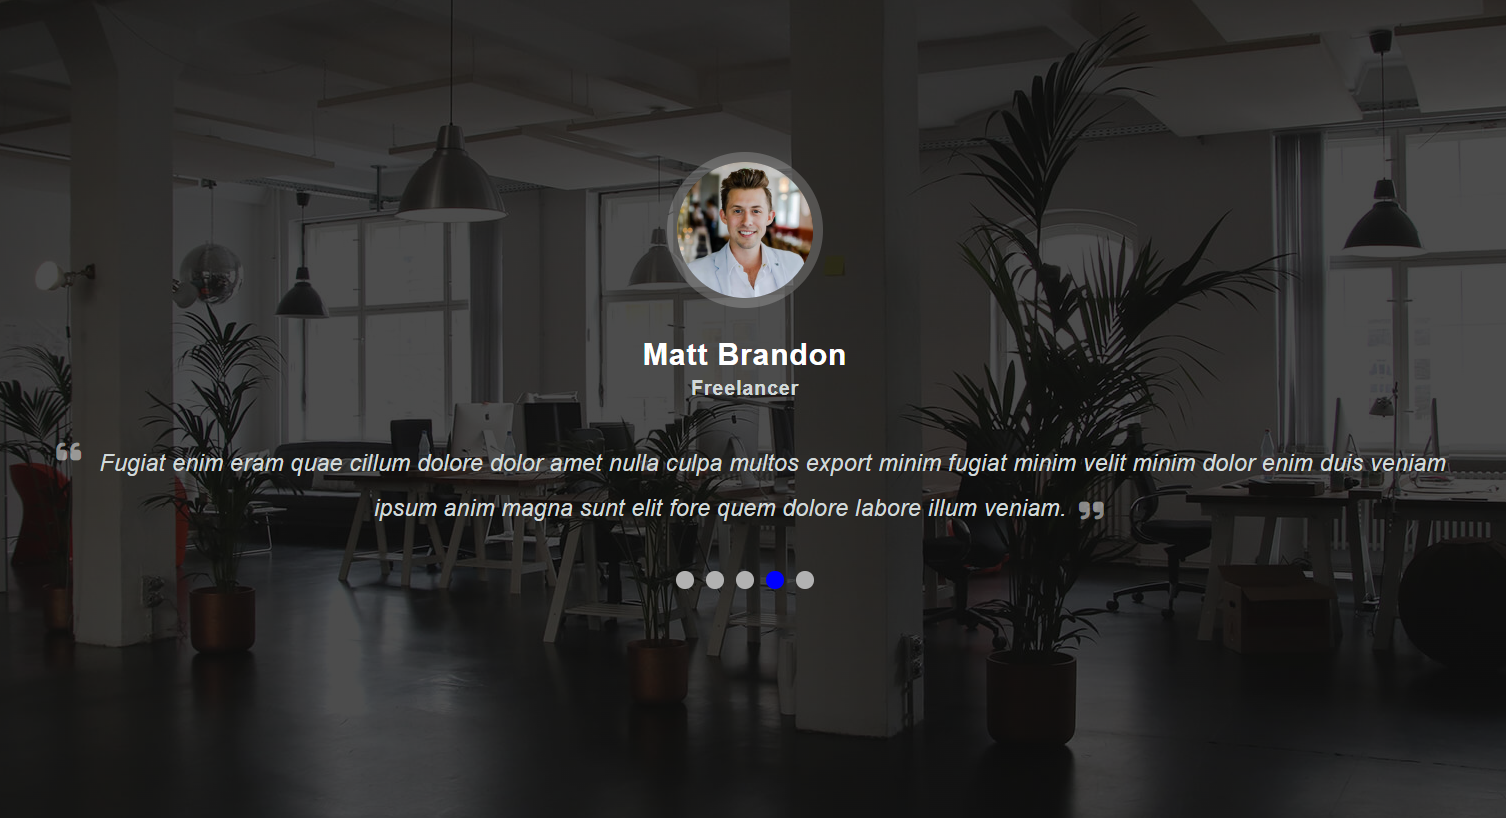 Matt Brandon
Freelancer
“ Fugiat enim eram quae cillum dolore dolor amet nulla culpa multos export minim fugiat minim velit minim dolor enim duis veniam
ipsum anim magna sunt elit fore quem dolore labore illum veniam. ”